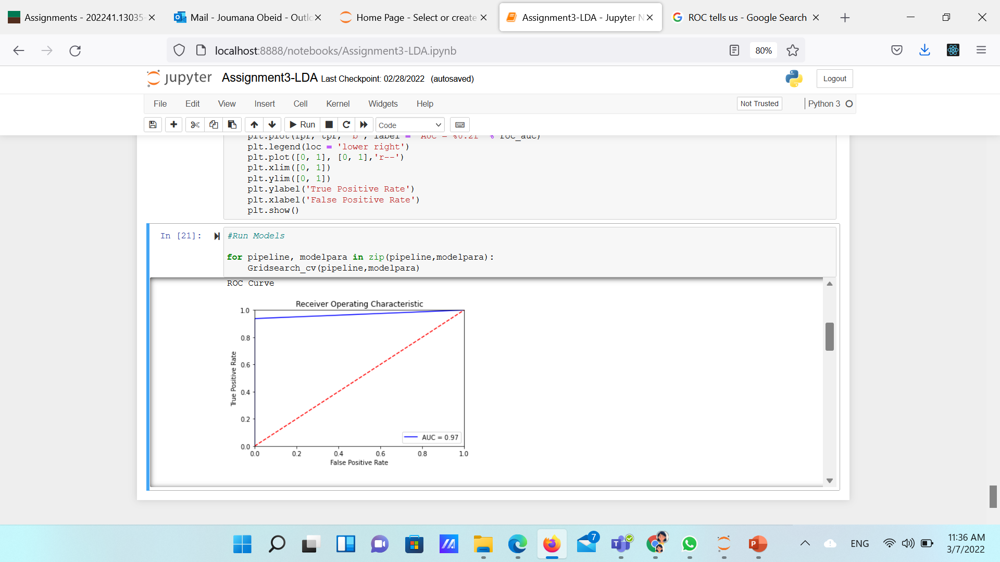 Assignments - 202241.13035-
Mail - Joumana Obeid - Outlo
Home Page - Select or create
Assignment3-LDA - Jupyter N
ROC tells us - Google Search
localhost:8888/notebooks/Assignment3-LDA.ipynb
80%
jupyter Assignment3-LDA Last Checkpoint: 02/28/2022 (autosaved)
Logout
File Edit View Insert Cell Kernel Widgets Help
Not Trusted
Python 3
Run
Code
plt.plot(fpr, tpr, 'b', label = 'AUC = %0.2f' % roc_auc)
plt.legend(loc = 'lower right')
plt.plot([0, 1], [0, 1],'r--')
plt.xlim([0, 1])
plt.ylim([0, 1])
plt.ylabel('True Positive Rate')
plt.xlabel('False Positive Rate')
plt.show()
In [21]:
#Run Models
for pipeline, modelpara in zip(pipeline,modelpara):
Gridsearch_cv(pipeline,modelpara)
ROC Curve
Receiver Operating Characteristic
1.0
0.8
0.6
0.4
0.2
0.0
True Positive Rate
AUC = 0.97
0.0 0.2 0.4 0.6 0.8 1.0
False Positive Rate
7
ENG
11:36 AM
3/7/2022